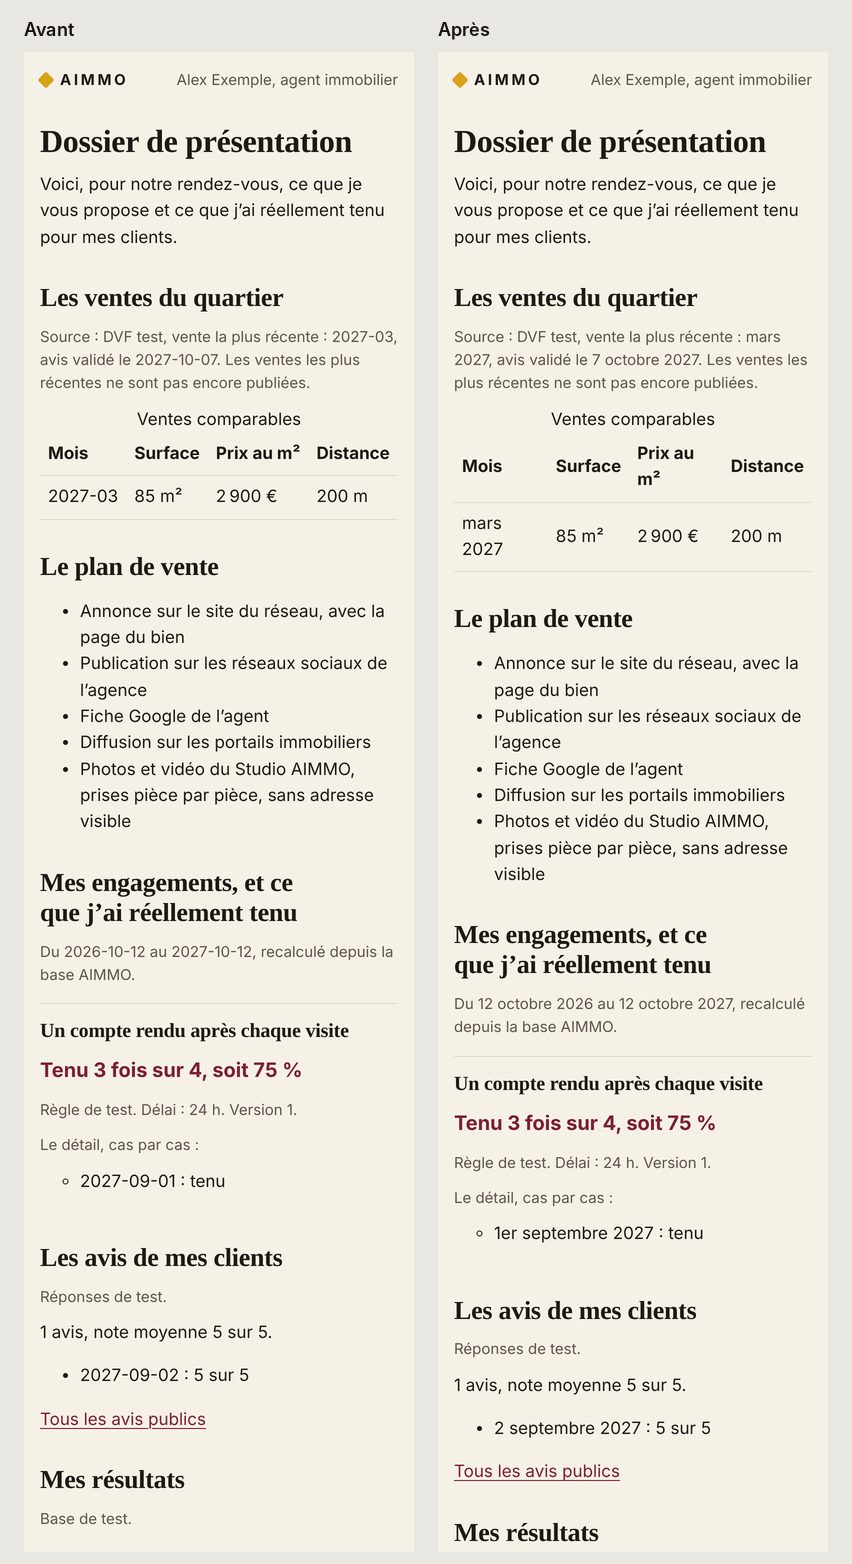 Avant
AIMMO
Alex Exemple, agent immobilier
Dossier de présentation
Voici, pour notre rendez-vous, ce que je
vous propose et ce que j’ai réellement tenu
pour mes clients.
Les ventes du quartier
Source : DVF test, vente la plus récente : 2027-03,
avis validé le 2027-10-07. Les ventes les plus
récentes ne sont pas encore publiées.
Ventes comparables
Mois Surface Prix au m² Distance
2027-03 85 m² 2 900 € 200 m
Le plan de vente
• Annonce sur le site du réseau, avec la
page du bien
• Publication sur les réseaux sociaux de
l’agence
• Fiche Google de l’agent
• Diffusion sur les portails immobiliers
• Photos et vidéo du Studio AIMMO,
prises pièce par pièce, sans adresse
visible
Mes engagements, et ce
que j’ai réellement tenu
Du 2026-10-12 au 2027-10-12, recalculé depuis la
base AIMMO.
Un compte rendu après chaque visite
Tenu 3 fois sur 4, soit 75 %
Règle de test. Délai : 24 h. Version 1.
Le détail, cas par cas :
◦ 2027-09-01 : tenu
Les avis de mes clients
Réponses de test.
1 avis, note moyenne 5 sur 5.
• 2027-09-02 : 5 sur 5
Tous les avis publics
Mes résultats
Base de test.
Après
AIMMO
Alex Exemple, agent immobilier
Dossier de présentation
Voici, pour notre rendez-vous, ce que je
vous propose et ce que j’ai réellement tenu
pour mes clients.
Les ventes du quartier
Source : DVF test, vente la plus récente : mars
2027, avis validé le 7 octobre 2027. Les ventes les
plus récentes ne sont pas encore publiées.
Ventes comparables
Mois Surface Prix au
m² Distance
mars
2027 85 m² 2 900 € 200 m
Le plan de vente
• Annonce sur le site du réseau, avec la
page du bien
• Publication sur les réseaux sociaux de
l’agence
• Fiche Google de l’agent
• Diffusion sur les portails immobiliers
• Photos et vidéo du Studio AIMMO,
prises pièce par pièce, sans adresse
visible
Mes engagements, et ce
que j’ai réellement tenu
Du 12 octobre 2026 au 12 octobre 2027, recalculé
depuis la base AIMMO.
Un compte rendu après chaque visite
Tenu 3 fois sur 4, soit 75 %
Règle de test. Délai : 24 h. Version 1.
Le détail, cas par cas :
◦ 1er septembre 2027 : tenu
Les avis de mes clients
Réponses de test.
1 avis, note moyenne 5 sur 5.
• 2 septembre 2027 : 5 sur 5
Tous les avis publics
Mes résultats